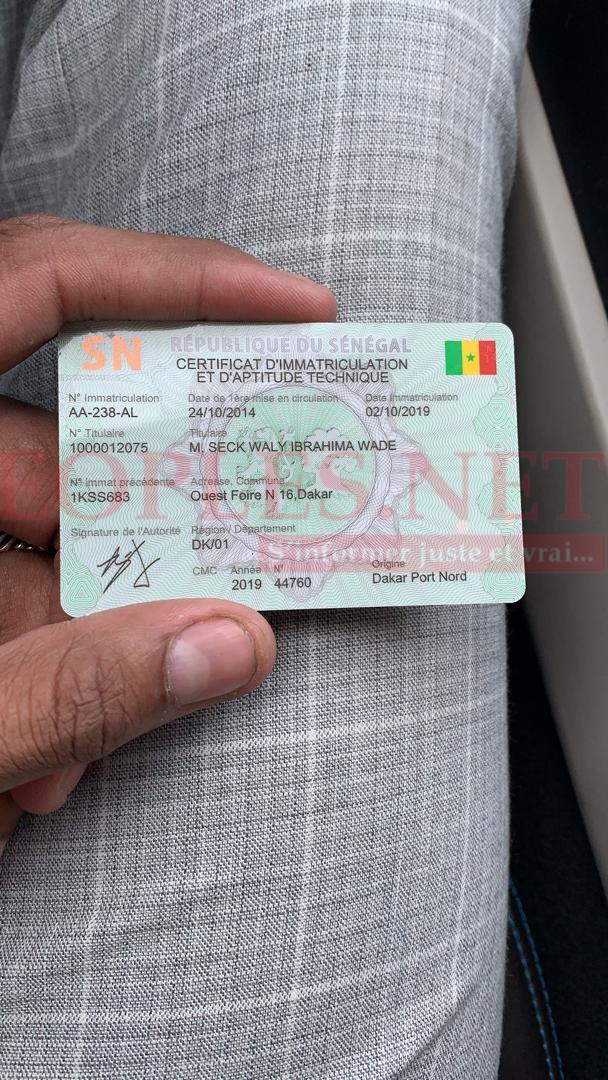 SN RÉPUBLIQUE DU SÉNÉGAL
CERTIFICAT D'IMMATRICULATION
ET D'APTITUDE TECHNIQUE
N° Immatriculation Date de 1ère mise en circulation Date Immatriculation
AA-238-AL 24/10/2014 02/10/2019
N° Titulaire Titulaire
1000012075 M. SECK WALY IBRAHIMA WADE
EOPLES.NET
N° Immat précédente Adresse, Commune
1KSS683 Ouest Foire N 16,Dakar
Signature de l'Autorité Région / Département
DK/01
S'informer juste et vrai...
CMC Année N° Origine
2019 44760 Dakar Port Nord